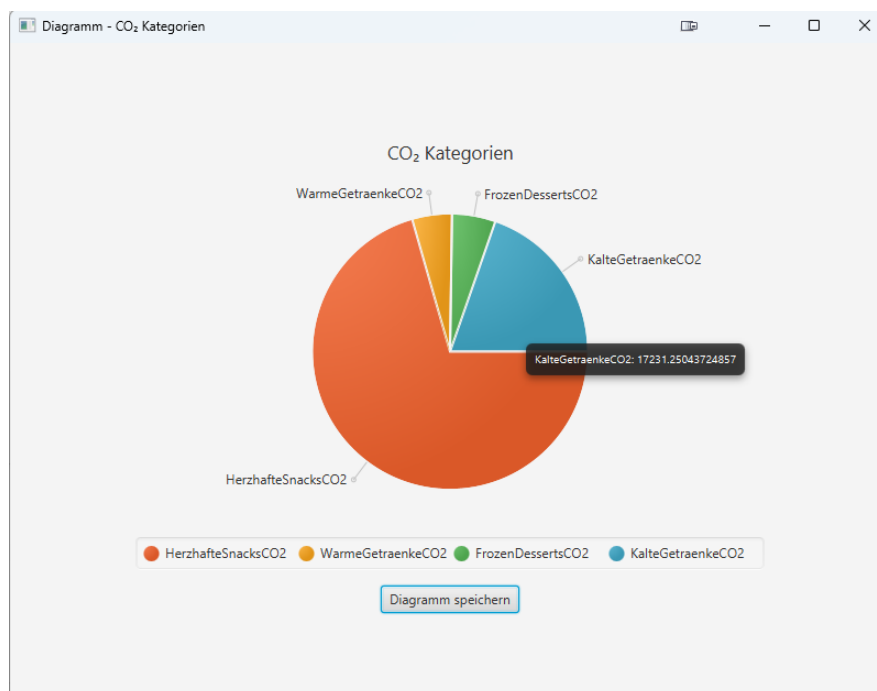 Diagramm - CO₂ Kategorien
CO₂ Kategorien
WarmeGetraenkeCO2
FrozenDessertsCO2
KalteGetraenkeCO2
KalteGetraenkeCO2: 17231.25043724857
HerzhafteSnacksCO2
HerzhafteSnacksCO2 WarmeGetraenkeCO2 FrozenDessertsCO2 KalteGetraenkeCO2
Diagramm speichern